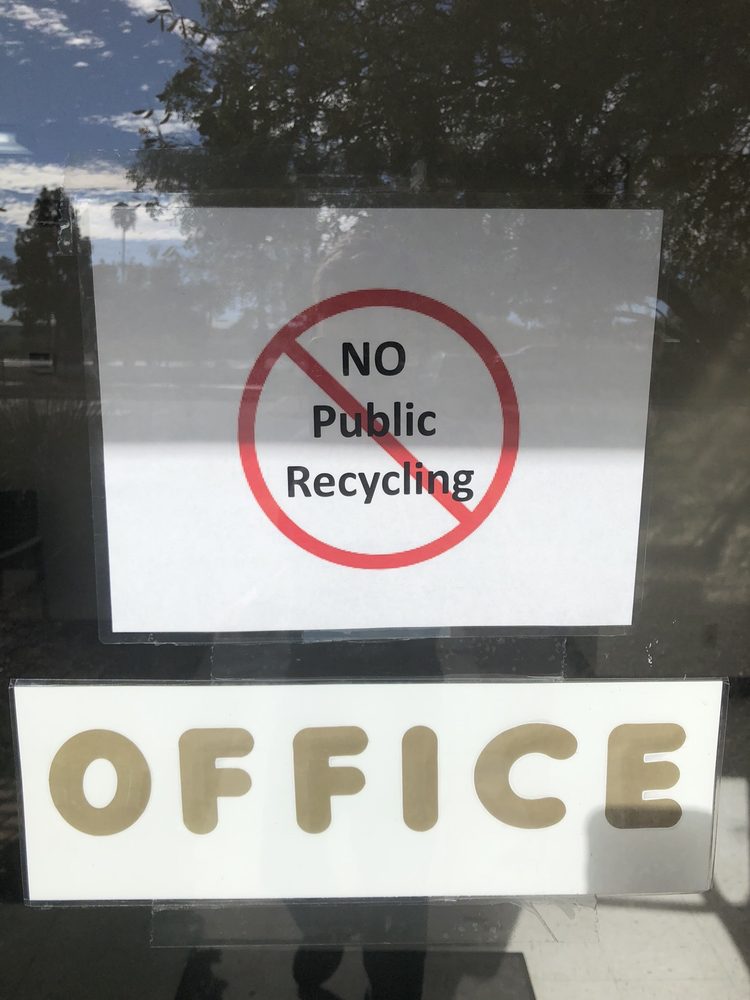 NO
Public
Recycling
OFFICE